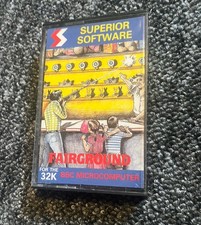 SUPERIOR
SOFTWARE
FAIRGROUND
FOR THE
32K BBC MICROCOMPUTER